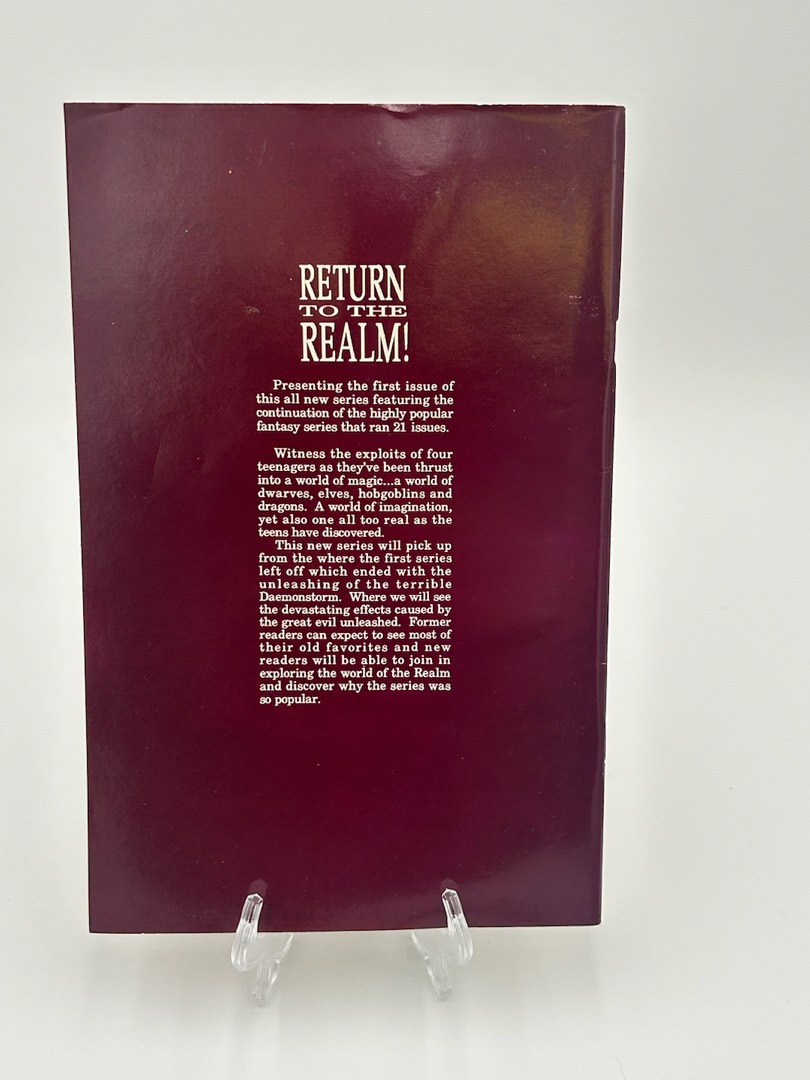 RETURN
TO THE
REALM!
Presenting the first issue of
this all new series featuring the
continuation of the highly popular
fantasy series that ran 21 issues.
Witness the exploits of four
teenagers as they've been thrust
into a world of magic...a world of
dwarves, elves, hobgoblins and
dragons. A world of imagination,
yet also one all too real as the
teens have discovered.
This new series will pick up
from the where the first series
left off which ended with the
unleashing of the terrible
Daemonstorm. Where we will see
the devastating effects caused by
the great evil unleashed. Former
readers can expect to see most of
their old favorites and new
readers will be able to join in
exploring the world of the Realm
and discover why the series was
so popular.